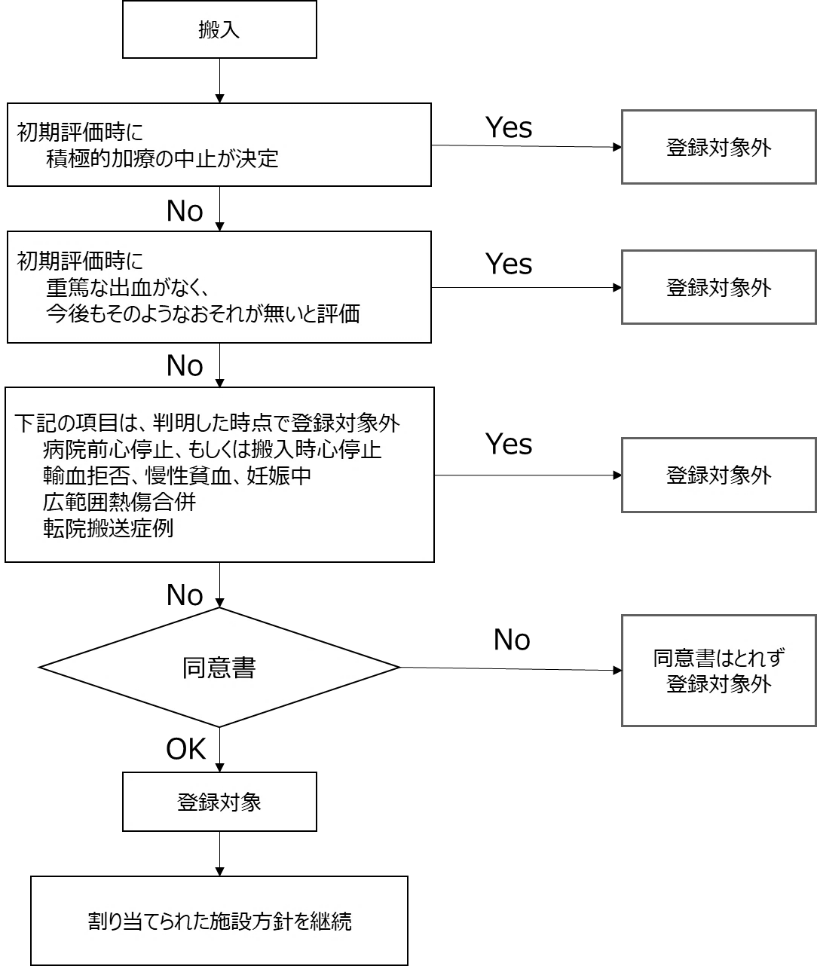 搬入
初期評価時に
積極的加療の中止が決定
Yes
登録対象外
No
初期評価時に
重篤な出血がなく、
今後もそのようなおそれが無いと評価
Yes
登録対象外
No
下記の項目は、判明した時点で登録対象外
病院前心停止、もしくは搬入時心停止
輸血拒否、慢性貧血、妊娠中
広範囲熱傷合併
転院搬送症例
Yes
登録対象外
No
同意書
No
同意書はとれず
登録対象外
OK
登録対象
割り当てられた施設方針を継続